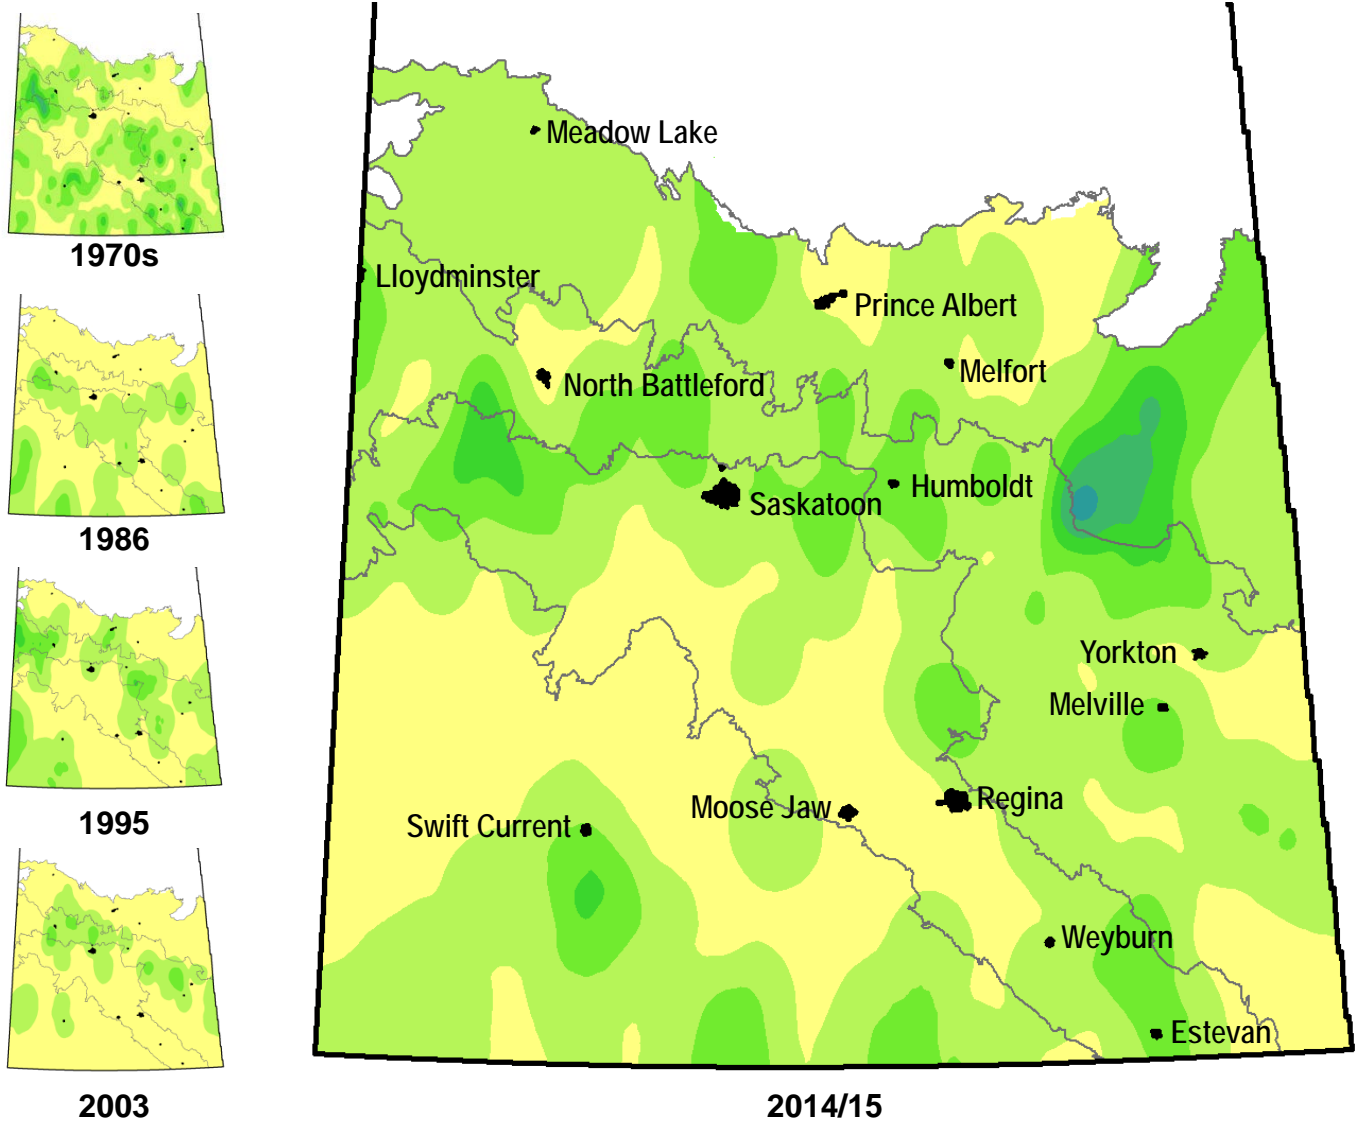 1970s
1986
1995
2003
Meadow Lake
Lloydminster
Prince Albert
Melfort
North Battleford
Humboldt
Saskatoon
Yorkton
Melville
Regina
Moose Jaw
Swift Current
Weyburn
Estevan
2014/15